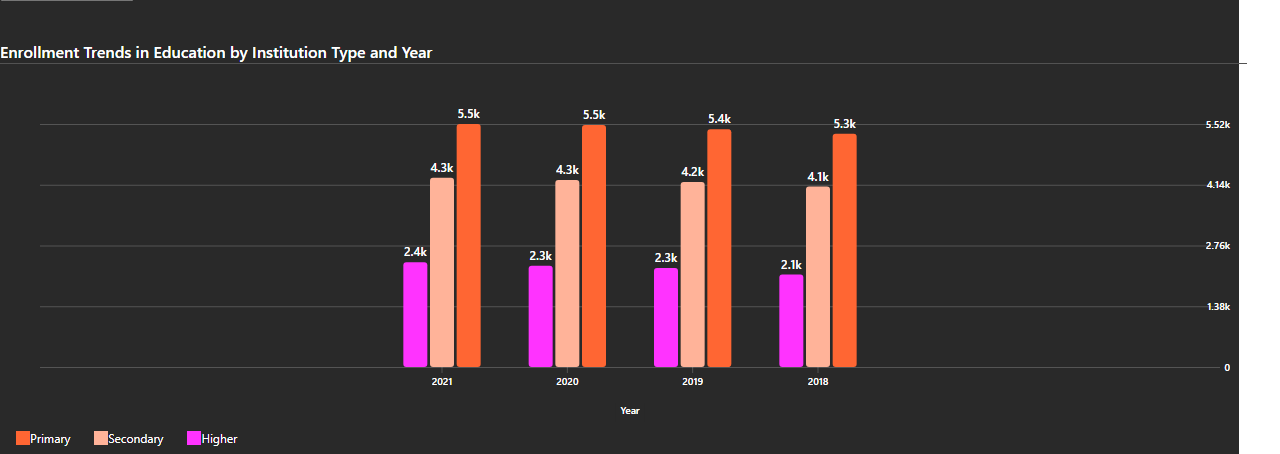 Enrollment Trends in Education by Institution Type and Year
5.5k 5.5k 5.4k 5.3k
5.52k
4.3k 4.3k 4.2k 4.1k
4.14k
2.4k 2.3k 2.3k 2.1k
2.76k
1.38k
0
2021 2020 2019 2018
Year
Primary Secondary Higher